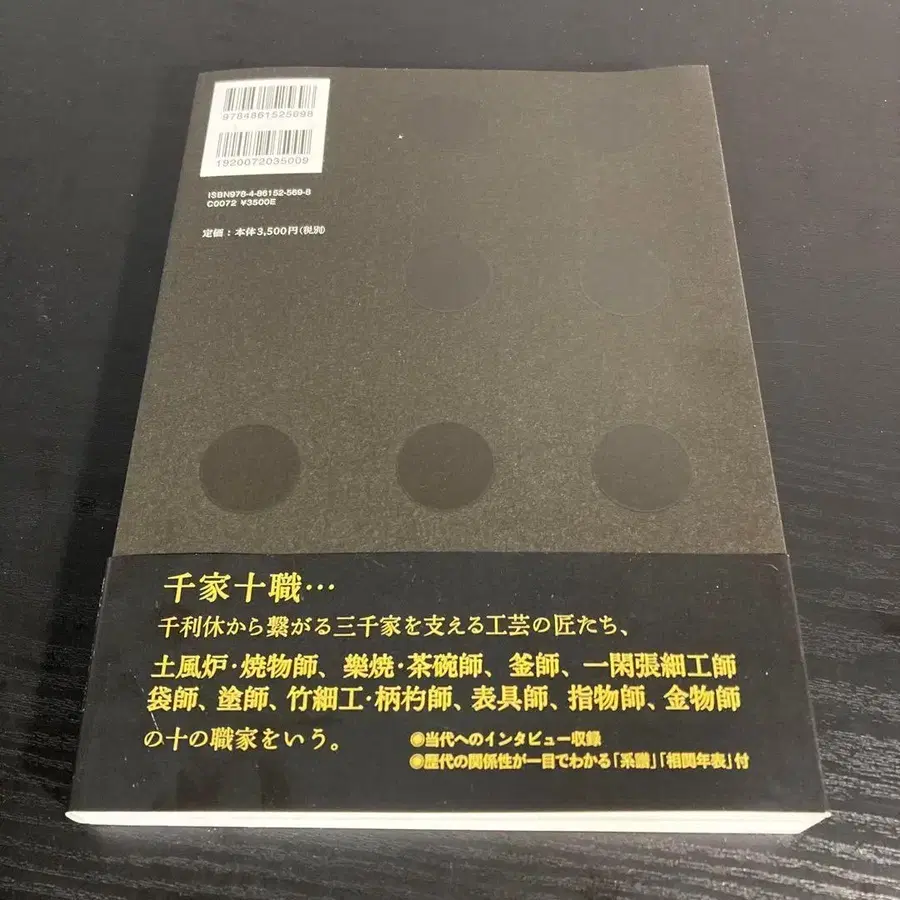 9784861525698
1920072035009
ISBN978-4-86152-569-8
C0072 ¥3500E
定価：本体3,500円（税別）
千家十職…
千利休から繋がる三千家を支える工芸の匠たち、
土風炉・焼物師、樂焼・茶碗師、釜師、一閑張細工師
袋師、塗師、竹細工・柄杓師、表具師、指物師、金物師
の十の職家をいう。
◉当代へのインタビュー収録
◉歴代の関係性が一目でわかる「系譜」「相関年表」付